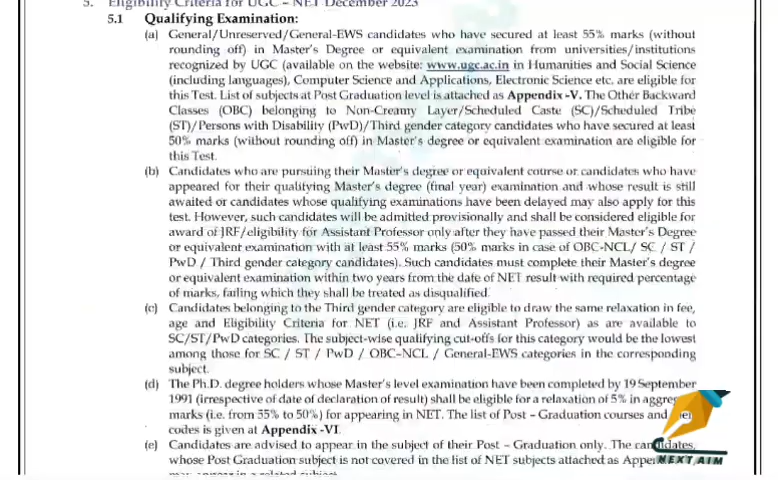 5. Eligibility Criteria for UGC – NET December 2023
5.1 Qualifying Examination:
(a) General/Unreserved/General-EWS candidates who have secured at least 55% marks (without
rounding off) in Master's Degree or equivalent examination from universities/institutions
recognized by UGC (available on the website: www.ugc.ac.in in Humanities and Social Science
(including languages), Computer Science and Applications, Electronic Science etc. are eligible for
this Test. List of subjects at Post Graduation level is attached as Appendix -V. The Other Backward
Classes (OBC) belonging to Non-Creamy Layer/Scheduled Caste (SC)/Scheduled Tribe
(ST)/Persons with Disability (PwD)/Third gender category candidates who have secured at least
50% marks (without rounding off) in Master's degree or equivalent examination are eligible for
this Test.
(b) Candidates who are pursuing their Master's degree or equivalent course or candidates who have
appeared for their qualifying Master's degree (final year) examination and whose result is still
awaited or candidates whose qualifying examinations have been delayed may also apply for this
test. However, such candidates will be admitted provisionally and shall be considered eligible for
award of JRF/eligibility for Assistant Professor only after they have passed their Master's Degree
or equivalent examination with at least 55% marks (50% marks in case of OBC-NCL/ SC / ST /
PwD / Third gender category candidates). Such candidates must complete their Master's degree
or equivalent examination within two years from the date of NET result with required percentage
of marks, failing which they shall be treated as disqualified.
(c) Candidates belonging to the Third gender category are eligible to draw the same relaxation in fee,
age and Eligibility Criteria for NET (i.e. JRF and Assistant Professor) as are available to
SC/ST/PwD categories. The subject-wise qualifying cut-offs for this category would be the lowest
among those for SC / ST / PwD / OBC-NCL / General-EWS categories in the corresponding
subject.
(d) The Ph.D. degree holders whose Master's level examination have been completed by 19 September
1991 (irrespective of date of declaration of result) shall be eligible for a relaxation of 5% in
marks (i.e. from 55% to 50%) for appearing in NET. The list of Post – Graduation courses and
codes is given at Appendix -VI.
(e) Candidates are advised to appear in the subject of their Post – Graduation only. The candidates,
whose Post Graduation subject is not covered in the list of NET subjects attached as
NEXT AIM